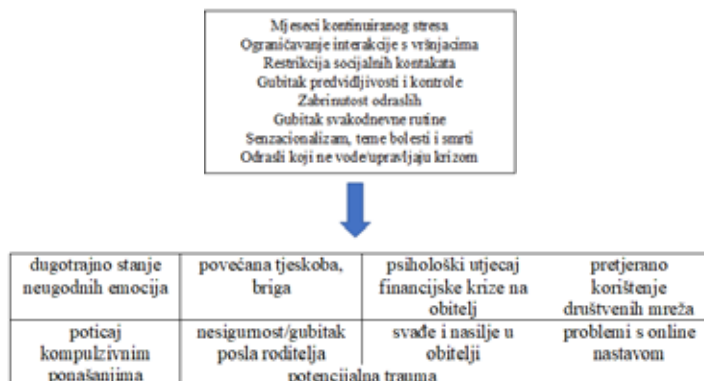 Mjeseci kontinuiranog stresa
Ograničavanje interakcije s vršnjacima
Restrikcija socijalnih kontakata
Gubitak predvidljivosti i kontrole
Zabrinutost odraslih
Gubitak svakodnevne rutine
Senzacionalizam, teme bolesti i smrti
Odrasli koji ne vode/upravljaju krizom
dugotrajno stanje
neugodnih emocija
povećana tjeskoba,
briga
psihološki utjecaj
financijske krize na
obitelj
pretjerano
korištenje
društvenih mreža
poticaj
kompulzivnim
ponašanjima
nesigurnost/gubitak
posla roditelja
svađe i nasilje u
obitelji
problemi s online
nastavom
potencijalna trauma